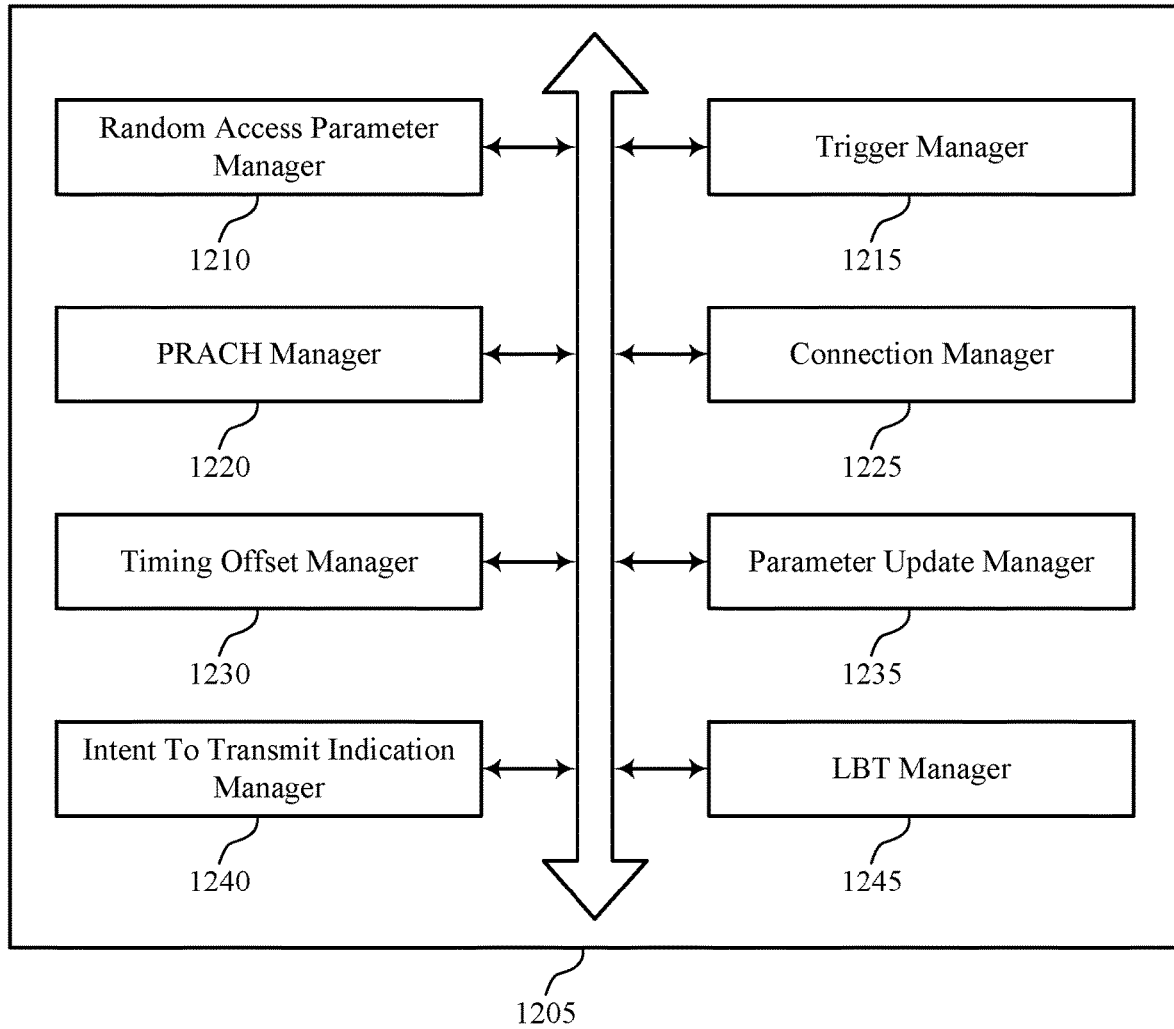 Random Access Parameter
Manager
1210
Trigger Manager
1215
PRACH Manager
1220
Connection Manager
1225
Timing Offset Manager
1230
Parameter Update Manager
1235
Intent To Transmit Indication
Manager
1240
LBT Manager
1245
1205